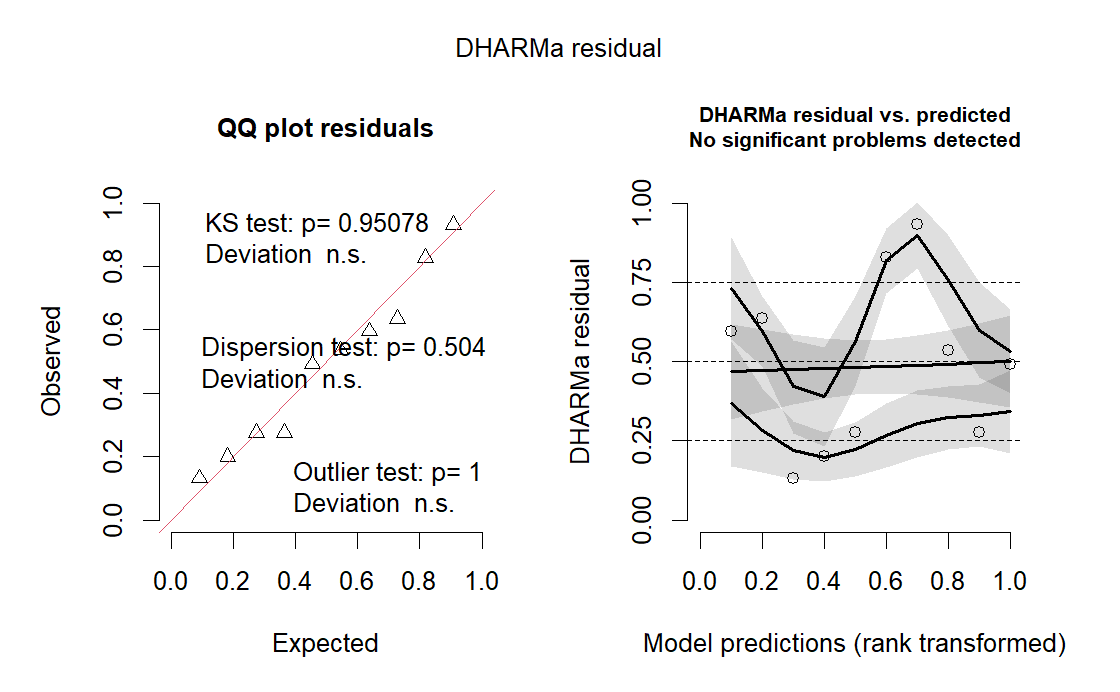 DHARMa residual
QQ plot residuals
1.0
0.8
0.6
0.4
0.2
0.0
Observed
KS test: p= 0.95078
Deviation  n.s.
Dispersion test: p= 0.504
Deviation  n.s.
Outlier test: p= 1
Deviation  n.s.
0.0 0.2 0.4 0.6 0.8 1.0
Expected
DHARMa residual vs. predicted
No significant problems detected
1.00
0.75
0.50
0.25
0.00
DHARMa residual
0.0 0.2 0.4 0.6 0.8 1.0
Model predictions (rank transformed)